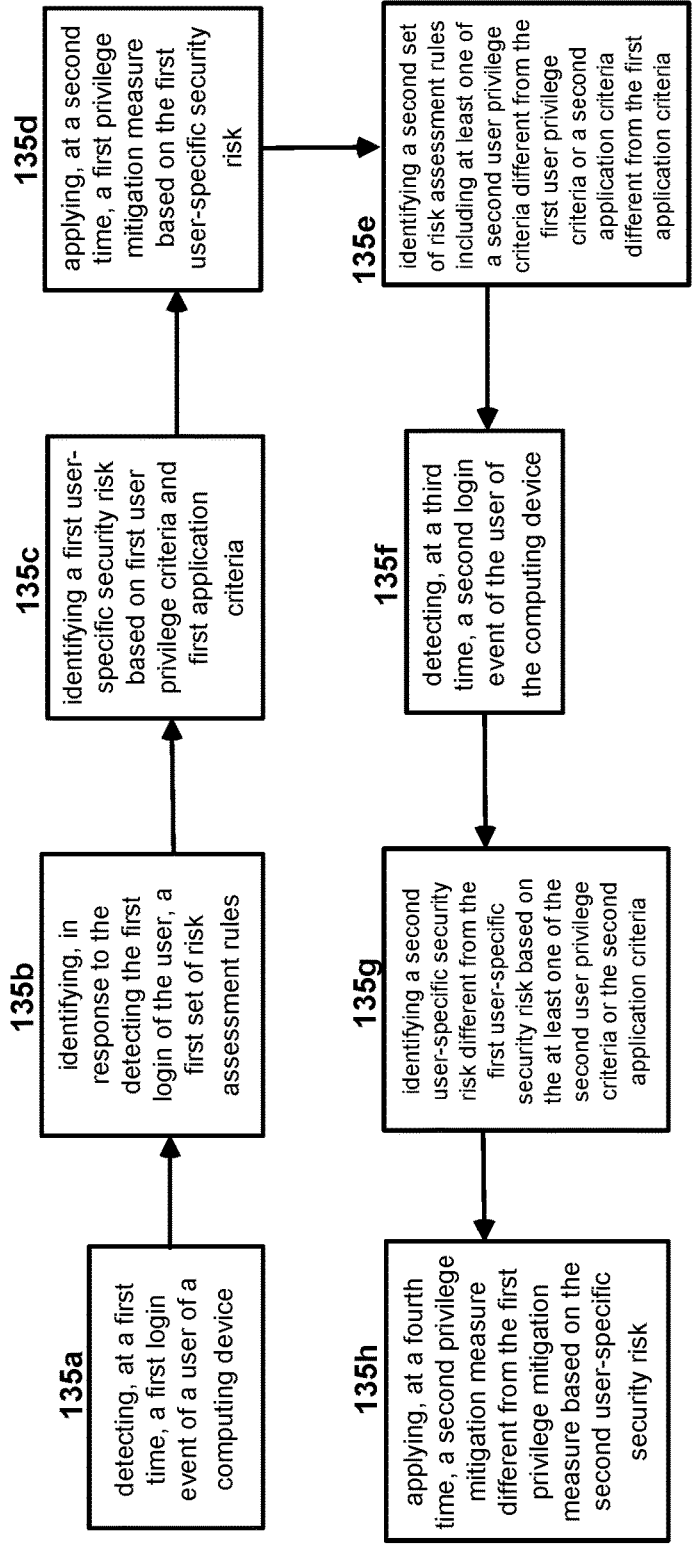 135a
detecting, at a first
time, a first login
event of a user of a
computing device
135b
identifying, in
response to the
detecting the first
login of the user, a
first set of risk
assessment rules
135c
identifying a first user-
specific security risk
based on first user
privilege criteria and
first application
criteria
135d
applying, at a second
time, a first privilege
mitigation measure
based on the first
user-specific security
risk
135e
identifying a second set
of risk assessment rules
including at least one of
a second user privilege
criteria different from the
first user privilege
criteria or a second
application criteria
different from the first
application criteria
135f
detecting, at a third
time, a second login
event of the user of
the computing device
135g
identifying a second
user-specific security
risk different from the
first user-specific
security risk based on
the at least one of the
second user privilege
criteria or the second
application criteria
135h
applying, at a fourth
time, a second privilege
mitigation measure
different from the first
privilege mitigation
measure based on the
second user-specific
security risk